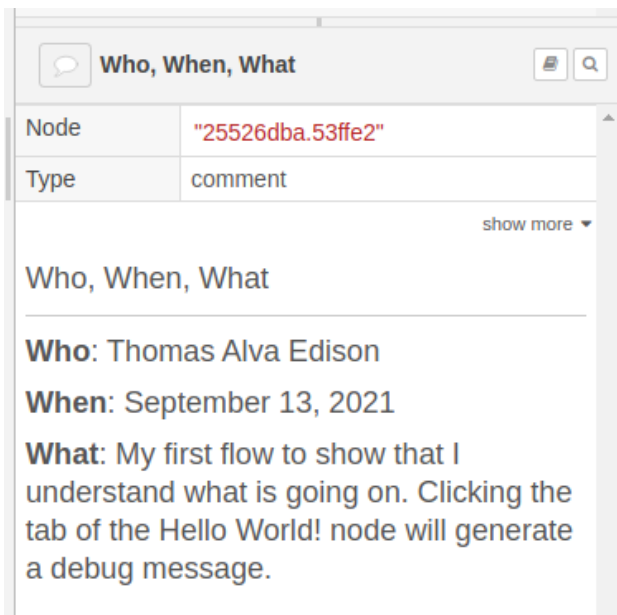 Who, When, What
Node "25526dba.53ffe2"
Type comment
show more
Who, When, What
Who: Thomas Alva Edison
When: September 13, 2021
What: My first flow to show that I
understand what is going on. Clicking the
tab of the Hello World! node will generate
a debug message.